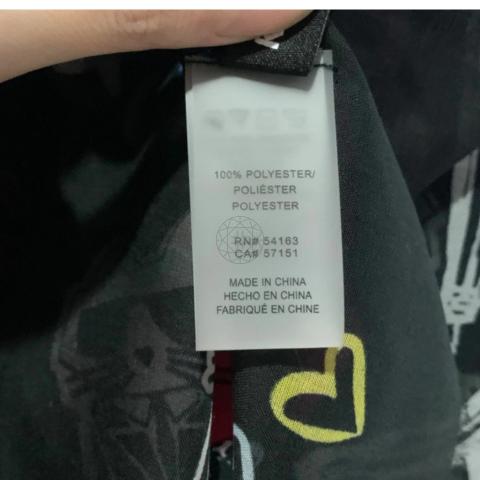 100% POLYESTER/
POLIÉSTER
POLYESTER
RN# 54163
CA# 57151
MADE IN CHINA
HECHO EN CHINA
FABRIQUÉ EN CHINE